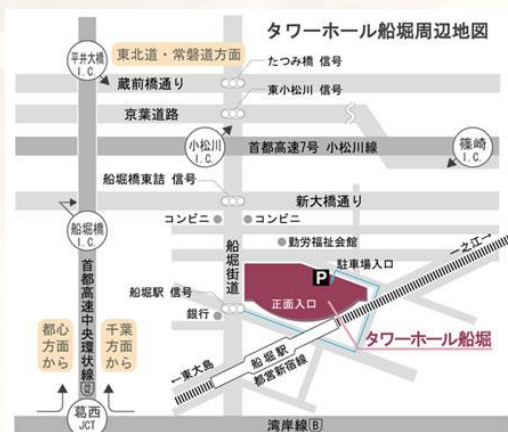 タワーホール船堀周辺地図
平井大橋
I.C.
東北道・常磐道方面
たつみ橋 信号
蔵前橋通り
東小松川 信号
京葉道路
小松川
I.C.
首都高速7号 小松川線
篠崎
I.C.
船堀橋東詰 信号
新大橋通り
コンビニ
コンビニ
船堀橋
I.C.
勤労福祉会館
船堀街道
駐車場入口
一之江→
P
船堀駅 信号
正面入口
銀行
タワーホール船堀
首都高速中央環状線
C2
都心
方面
から
千葉
方面
から
船堀駅
都営新宿線
←東大島
葛西
JCT
湾岸線B